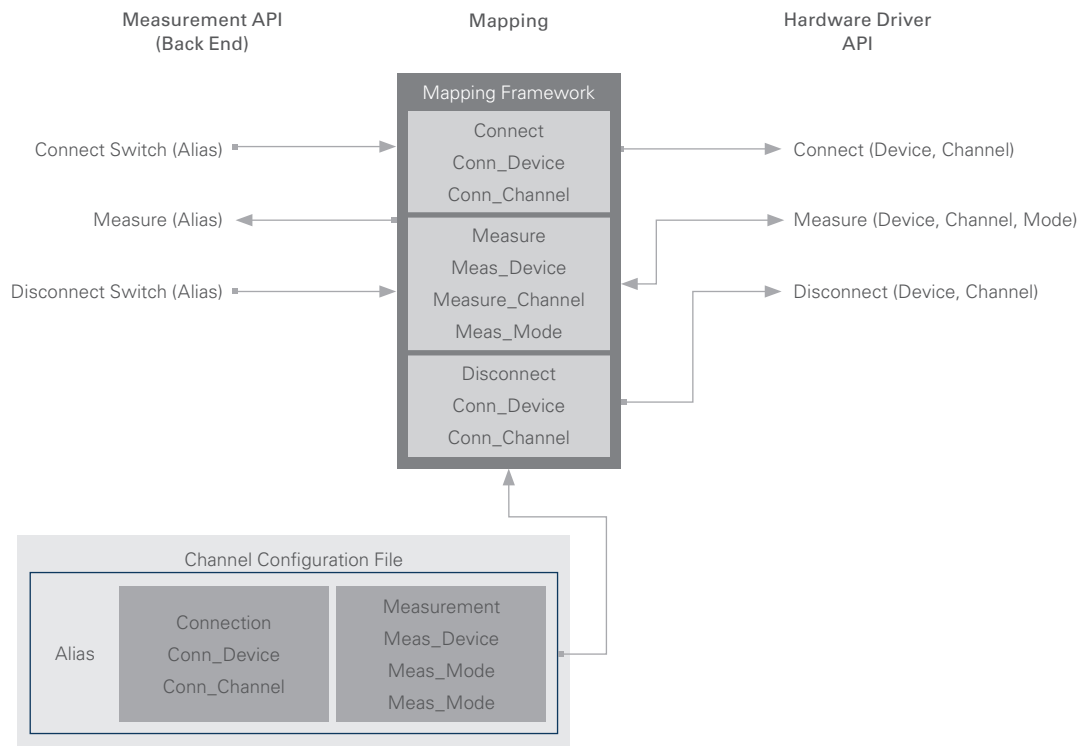 Measurement API
(Back End)
Mapping
Hardware Driver
API
Mapping Framework
Connect
Conn_Device
Conn_Channel
Connect Switch (Alias)
Connect (Device, Channel)
Measure (Alias)
Measure
Meas_Device
Measure_Channel
Meas_Mode
Measure (Device, Channel, Mode)
Disconnect Switch (Alias)
Disconnect (Device, Channel)
Disconnect
Conn_Device
Conn_Channel
Channel Configuration File
Alias
Connection
Conn_Device
Conn_Channel
Measurement
Meas_Device
Meas_Mode
Meas_Mode